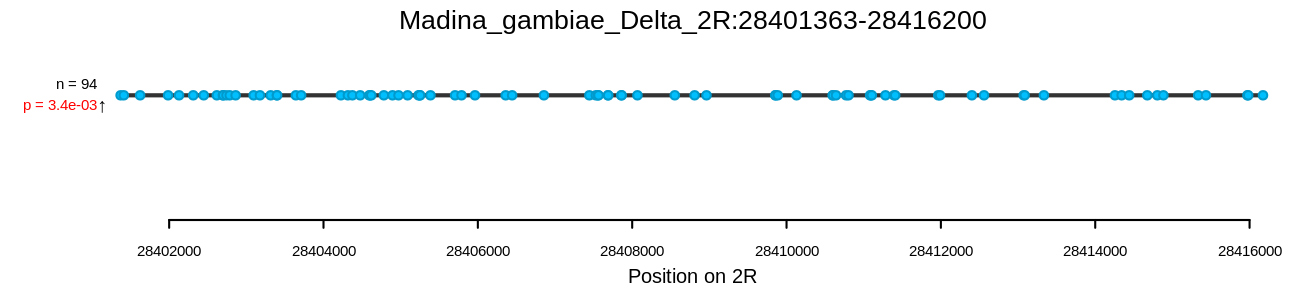 Madina_gambiae_Delta_2R:28401363-28416200
n = 94
p = 3.4e-03↑
28402000 28404000 28406000 28408000 28410000 28412000 28414000 28416000
Position on 2R